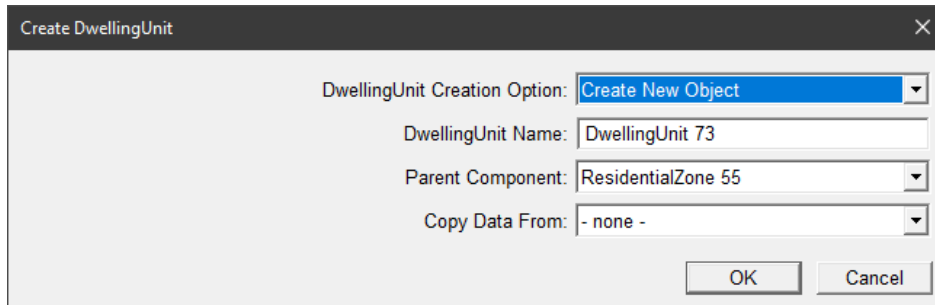 Create DwellingUnit
DwellingUnit Creation Option: Create New Object
DwellingUnit Name: DwellingUnit 73
Parent Component: ResidentialZone 55
Copy Data From: - none -
OK Cancel